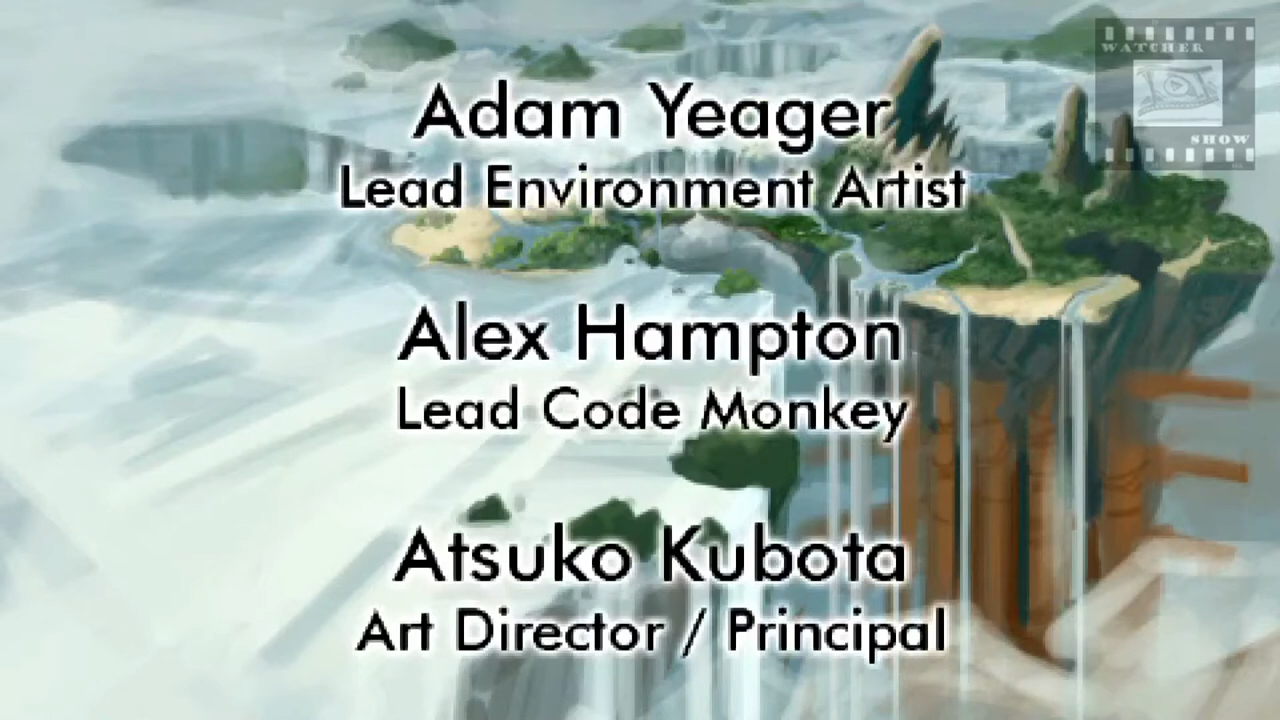 WATCHER
Adam Yeager
Lead Environment Artist
SHOW
Alex Hampton
Lead Code Monkey
Atsuko Kubota
Art Director / Principal